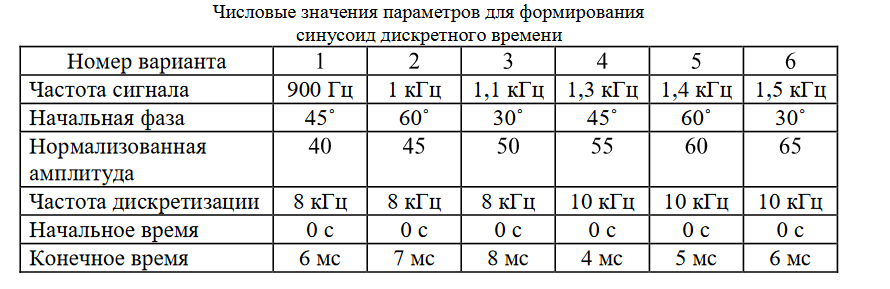 Числовые значения параметров для формирования
синусоид дискретного времени
Номер варианта 1 2 3 4 5 6
Частота сигнала 900 Гц 1 кГц 1,1 кГц 1,3 кГц 1,4 кГц 1,5 кГц
Начальная фаза 45˚ 60˚ 30˚ 45˚ 60˚ 30˚
Нормализованная 40 45 50 55 60 65
амплитуда
Частота дискретизации 8 кГц 8 кГц 8 кГц 10 кГц 10 кГц 10 кГц
Начальное время 0 с 0 с 0 с 0 с 0 с 0 с
Конечное время 6 мс 7 мс 8 мс 4 мс 5 мс 6 мс